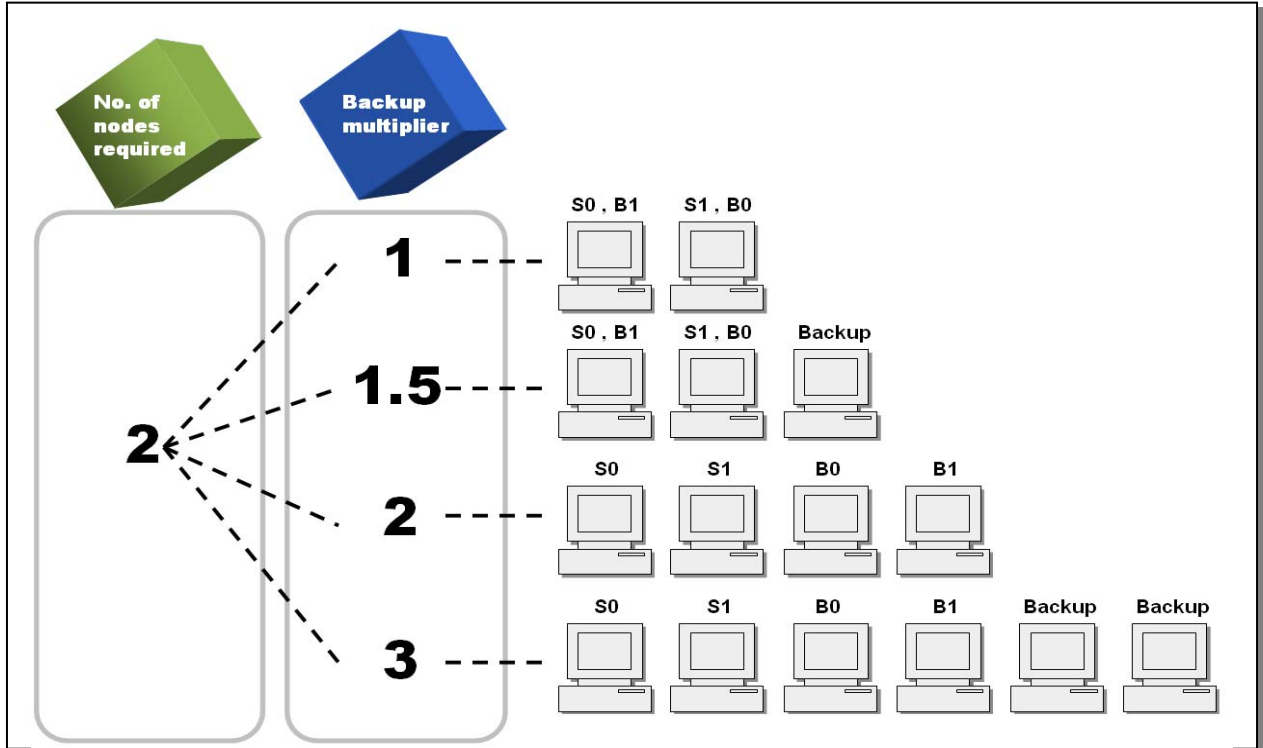 No. of
nodes
required
Backup
multiplier
S0 , B1 S1 , B0
1
S0 , B1 S1 , B0 Backup
1.5
2
S0 S1 B0 B1
2
S0 S1 B0 B1 Backup Backup
3